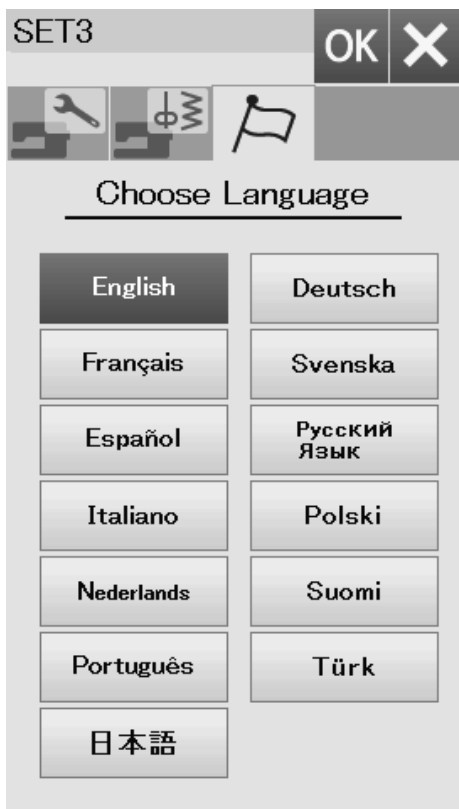 SET3
OK
Choose Language
English
Deutsch
Français
Svenska
Español
Русский
Язык
Italiano
Polski
Nederlands
Suomi
Português
Türk
日本語